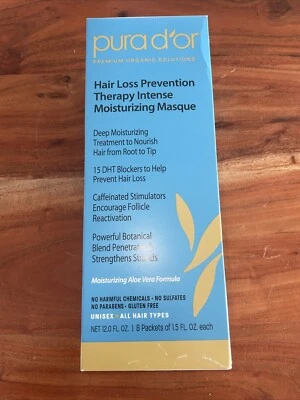 pura d'or
PREMIUM ORGANIC SOLUTIONS
Hair Loss Prevention
Therapy Intense
Moisturizing Masque
Deep Moisturizing
Treatment to Nourish
Hair from Root to Tip
15 DHT Blockers to Help
Prevent Hair Loss
Caffeinated Stimulators
Encourage Follicle
Reactivation
Powerful Botanical
Blend Penetrates
Strengthens Strands
Moisturizing Aloe Vera Formula
NO HARMFUL CHEMICALS • NO SULFATES
NO PARABENS • GLUTEN FREE
UNISEX • ALL HAIR TYPES
NET 12.0 FL. OZ. | 8 Packets of 1.5 FL. OZ. each